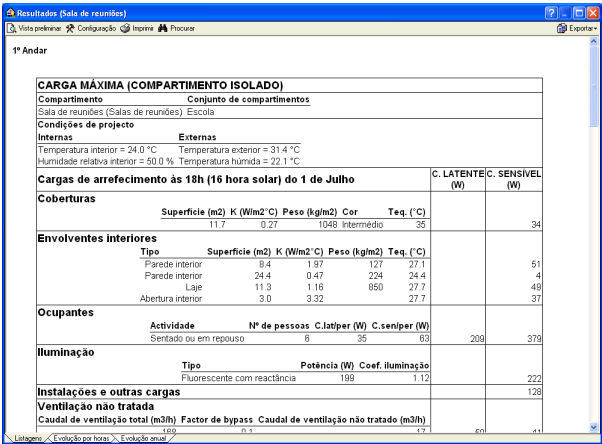 Resultados (Sala de reuniões)
Vista preliminar Configuração Imprimir Procurar Exportar
1º Andar
CARGA MÁXIMA (COMPARTIMENTO ISOLADO)
Compartimento Conjunto de compartimentos
Sala de reuniões (Salas de reuniões) Escola
Condições de projecto
Internas Externas
Temperatura interior = 24.0 °C Temperatura exterior = 31.4 °C
Humidade relativa interior = 50.0 % Temperatura húmida = 22.1 °C
Cargas de arrefecimento às 18h (16 hora solar) do 1 de Julho C. LATENTE (W) C. SENSÍVEL (W)
Coberturas
Superfície (m2) K (W/m2°C) Peso (kg/m2) Cor Teq. (°C)
11.7 0.27 1048 Intermédio 35 34
Envolventes interiores
Tipo Superfície (m2) K (W/m2°C) Peso (kg/m2) Teq. (°C)
Parede interior 8.4 1.97 127 27.1 51
Parede interior 24.4 0.47 224 24.4 4
Laje 11.3 1.16 850 27.7 49
Abertura interior 3.0 3.32 27.7 37
Ocupantes
Actividade Nº de pessoas C.lat/per (W) C.sen/per (W)
Sentado ou em repouso 6 35 63 209 379
Iluminação
Tipo Potência (W) Coef. iluminação
Fluorescente com reactância 199 1.12 222
Instalações e outras cargas 128
Ventilação não tratada
Caudal de ventilação total (m3/h) Factor de bypass Caudal de ventilação não tratado (m3/h)
Listagens Evolução por horas Evolução anual